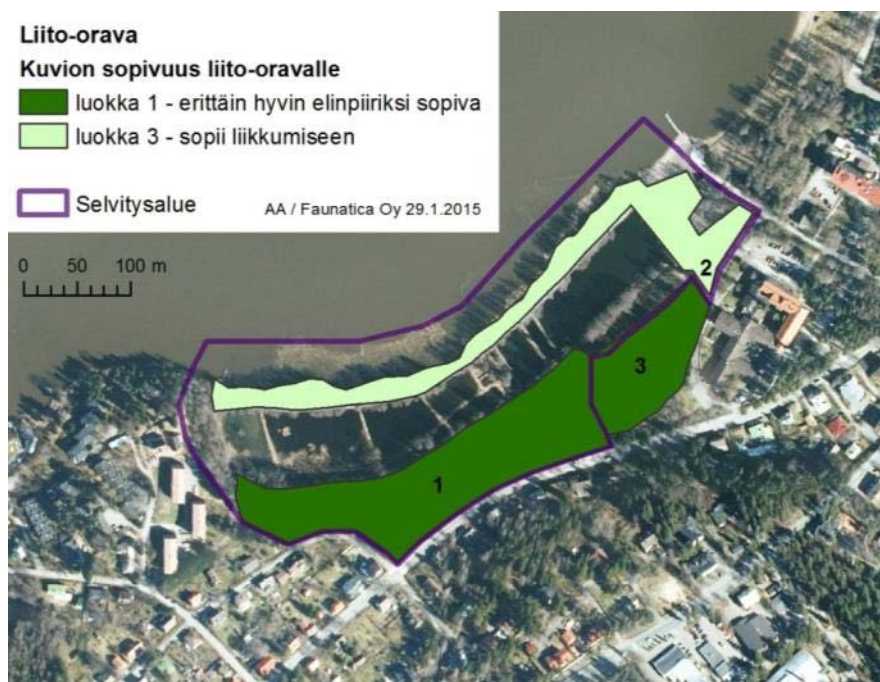 Liito-orava
Kuvion sopivuus liito-oravalle
luokka 1 - erittäin hyvin elinpiiriksi sopiva
luokka 3 - sopii liikkumiseen
Selvitysalue
AA / Faunatica Oy 29.1.2015
0 50 100 m
2
3
1